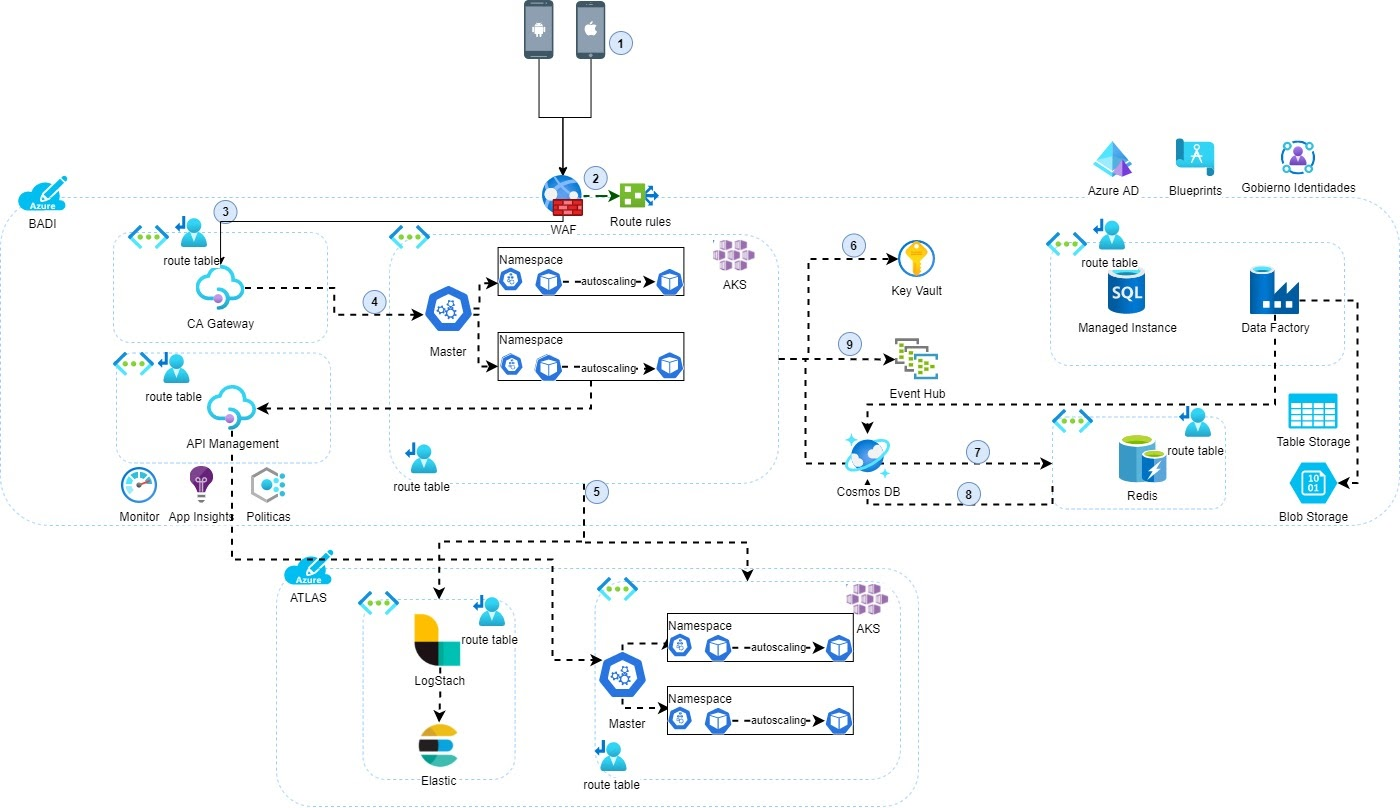 1
2
Route rules
WAF
Azure AD
Blueprints
Gobierno Identidades
Azure
BADI
3
route table
CA Gateway
4
Master
Namespace
autoscaling
AKS
Namespace
autoscaling
route table
API Management
route table
Monitor
App Insights
Politicas
5
6
Key Vault
9
Event Hub
Cosmos DB
7
8
route table
SQL
Managed Instance
Data Factory
Table Storage
route table
Redis
10
01
Blob Storage
Azure
ATLAS
route table
LogStach
Elastic
AKS
Namespace
autoscaling
Master
Namespace
autoscaling
route table